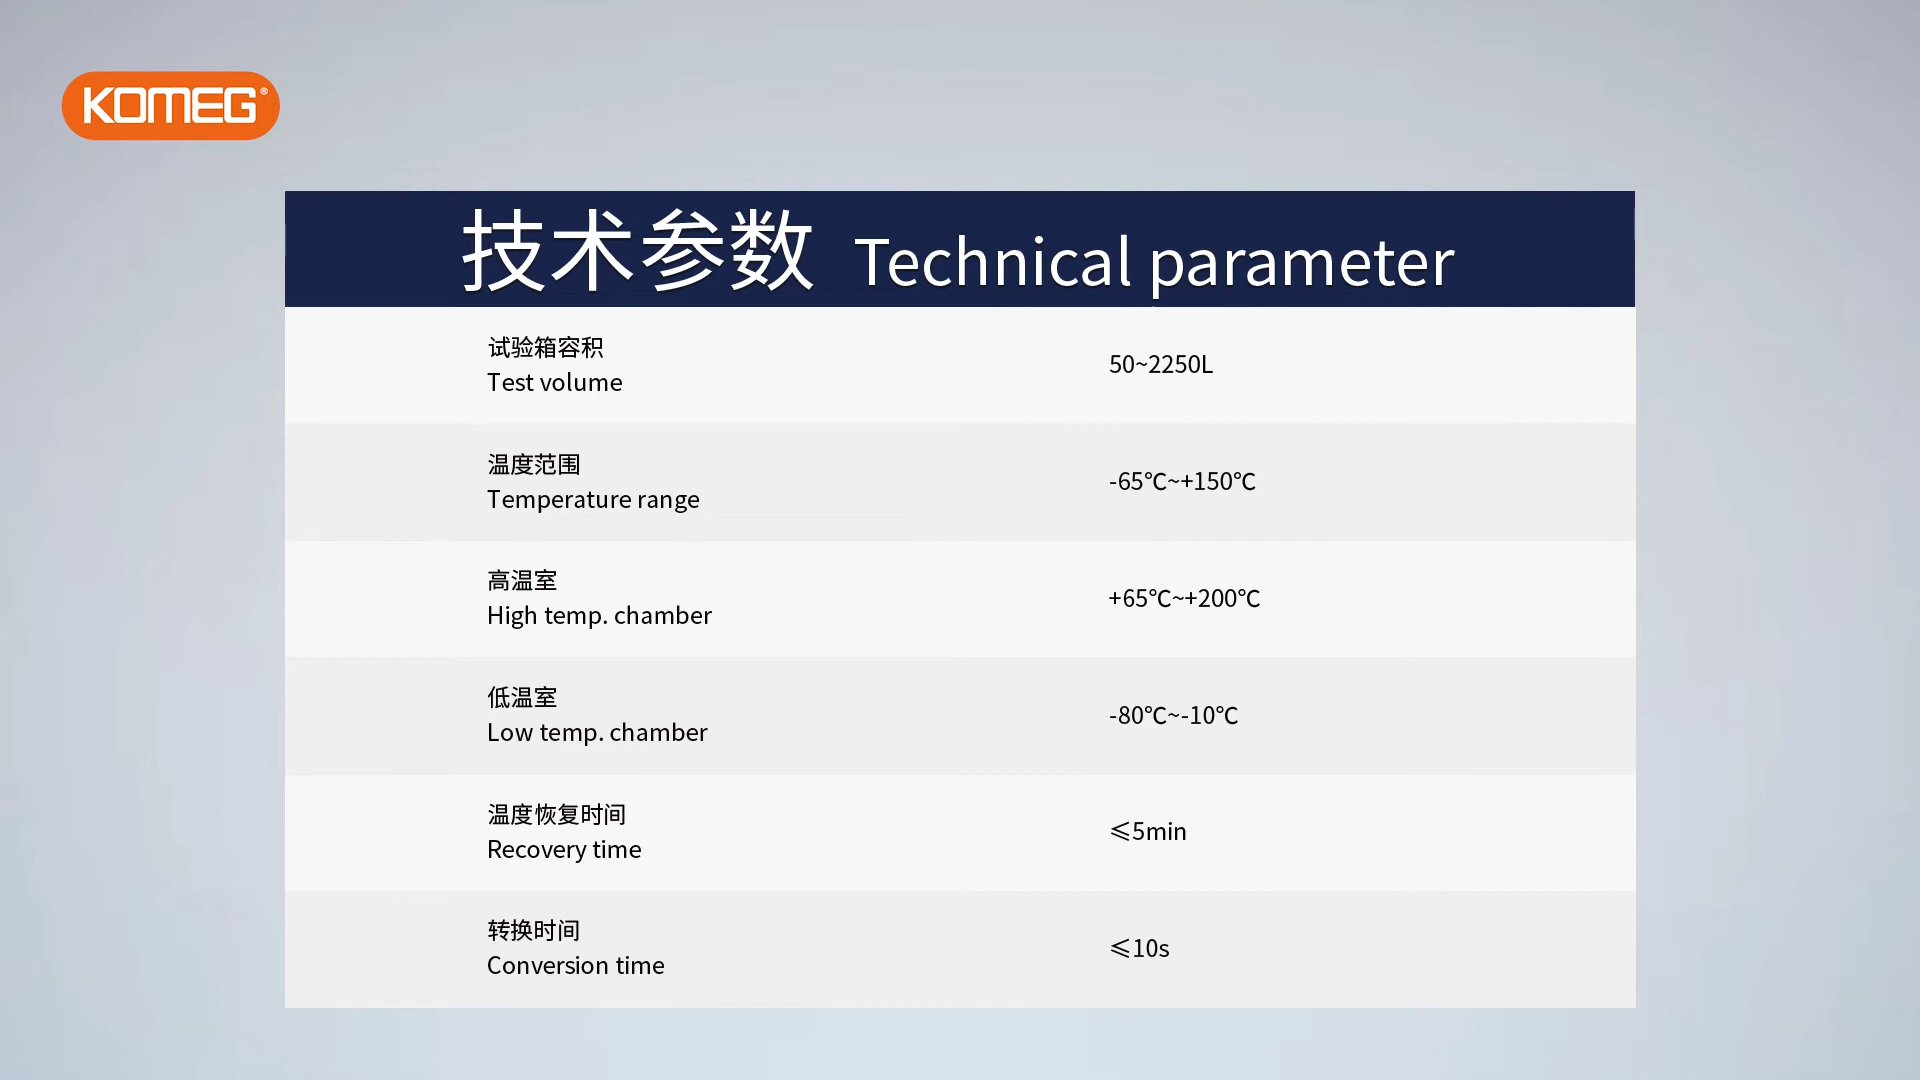 KOMEG®
技术参数 Technical parameter
试验箱容积
Test volume
50~2250L
温度范围
Temperature range
-65℃~+150℃
高温室
High temp. chamber
+65℃~+200℃
低温室
Low temp. chamber
-80℃~-10℃
温度恢复时间
Recovery time
≤5min
转换时间
Conversion time
≤10s